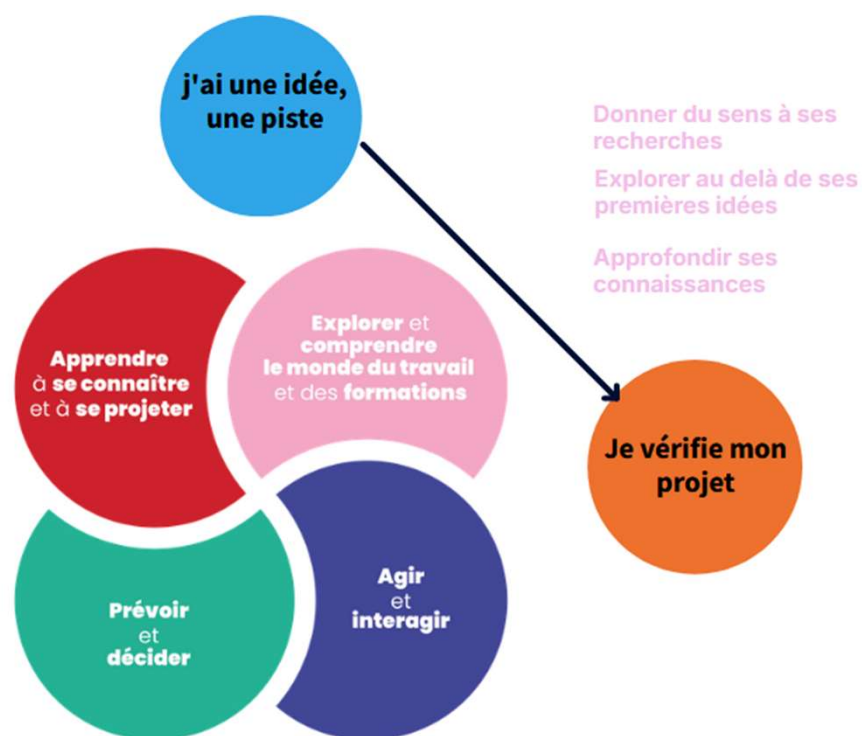 j'ai une idée,
une piste
Donner du sens à ses
recherches
Explorer au delà de ses
premières idées
Approfondir ses
connaissances
Apprendre
à se connaître
et à se projeter
Explorer et
comprendre
le monde du travail
et des formations
Je vérifie mon
projet
Prévoir
et
décider
Agir
et
interagir